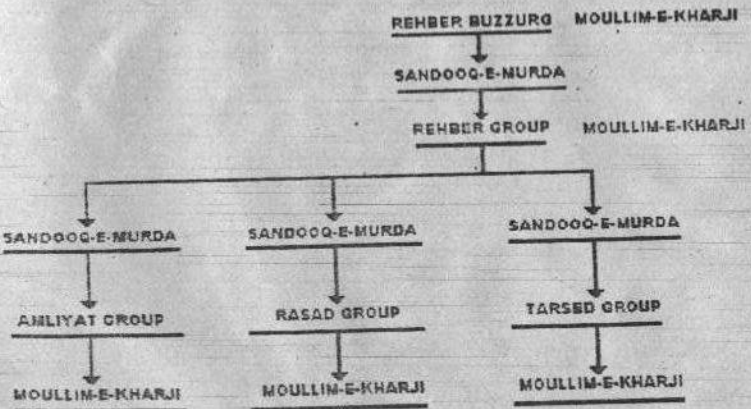 REHBER BUZZURG MOULLIM-E-KHARJI
SANDOOQ-E-MURDA
REHBER GROUP MOULLIM-E-KHARJI
SANDOOQ-E-MURDA SANDOOQ-E-MURDA SANDOOQ-E-MURDA
AMLIYAT GROUP RASAD GROUP TARSED GROUP
MOULLIM-E-KHARJI MOULLIM-E-KHARJI MOULLIM-E-KHARJI